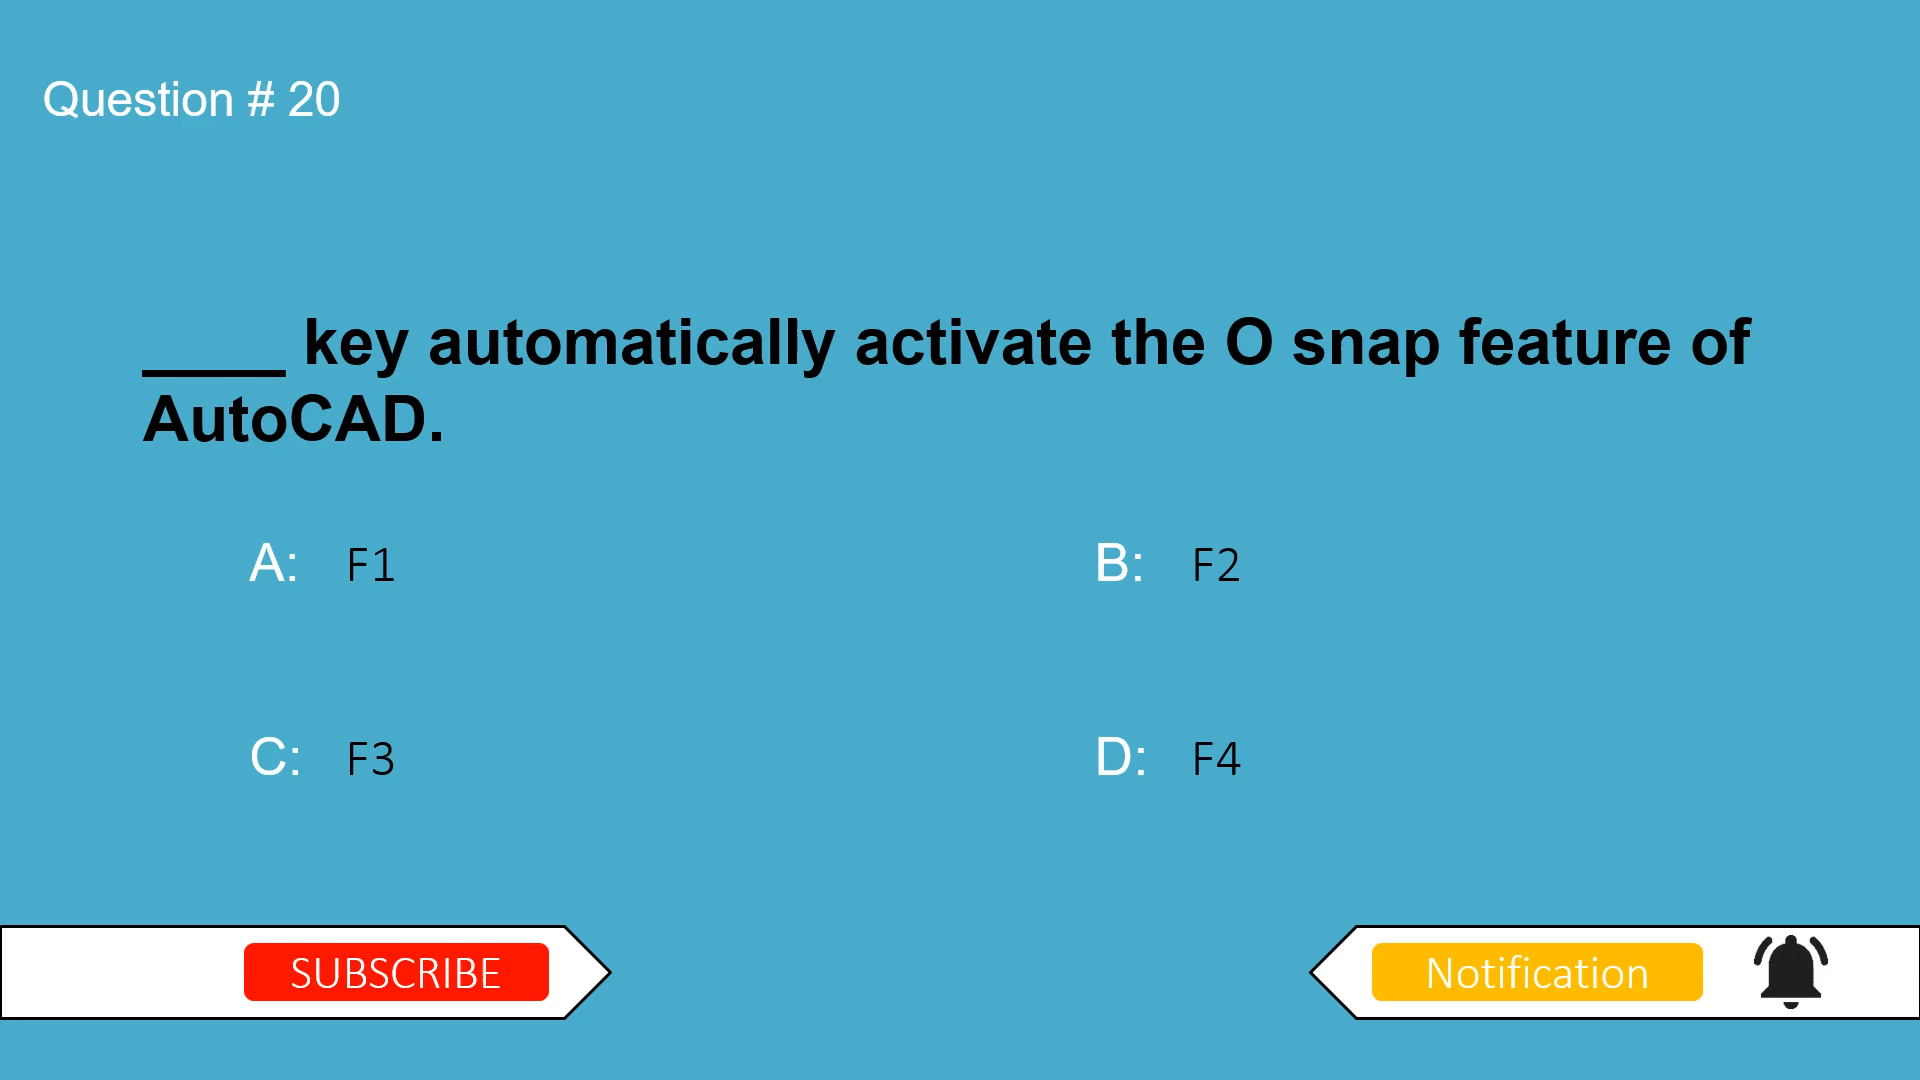 Question # 20
____ key automatically activate the O snap feature of
AutoCAD.
A: F1
B: F2
C: F3
D: F4
SUBSCRIBE
Notification